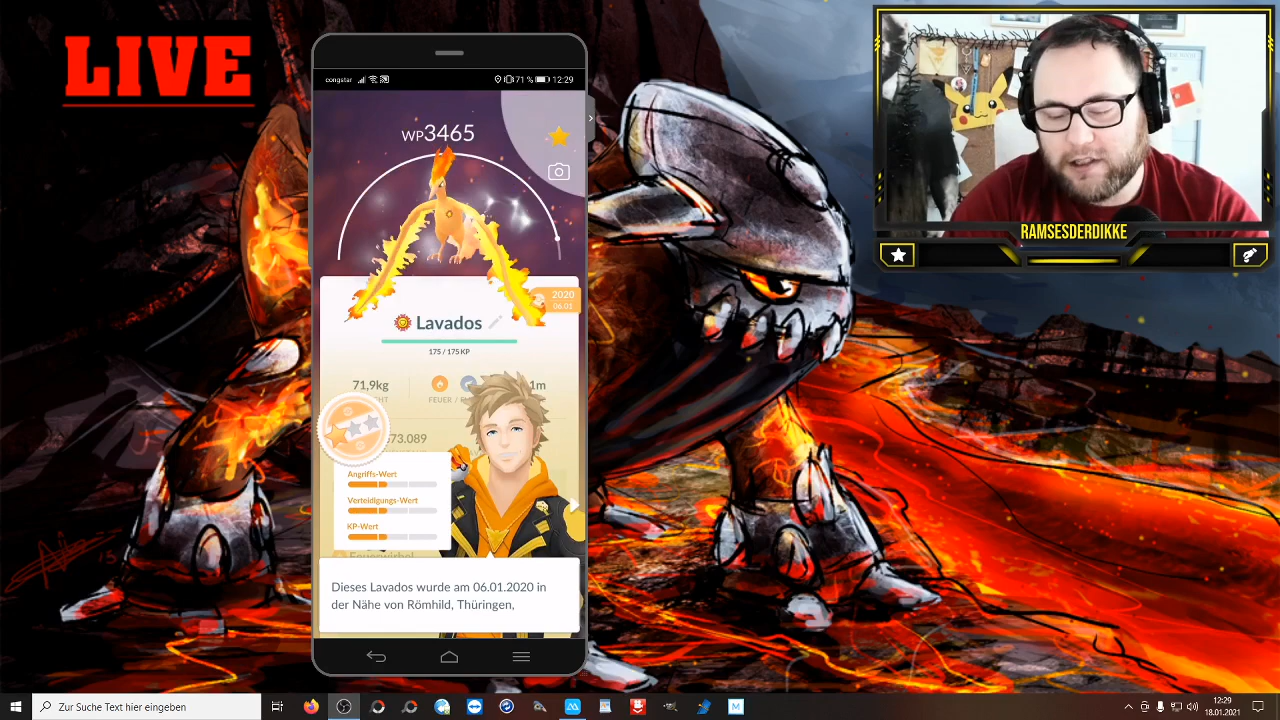 LIVE
congstar
71 %
12:29
WP3465
2020
06.01
Lavados
175 / 175 KP
71,9kg
1m
FEUER /
73.089
Angriffs-Wert
Verteidigungs-Wert
KP-Wert
Feuerwirbel
Dieses Lavados wurde am 06.01.2020 in
der Nähe von Römhild, Thüringen,
RAMSESDERDIKKE
15
Zur Suche Text hier eingeben
M
12:29
18.01.2021